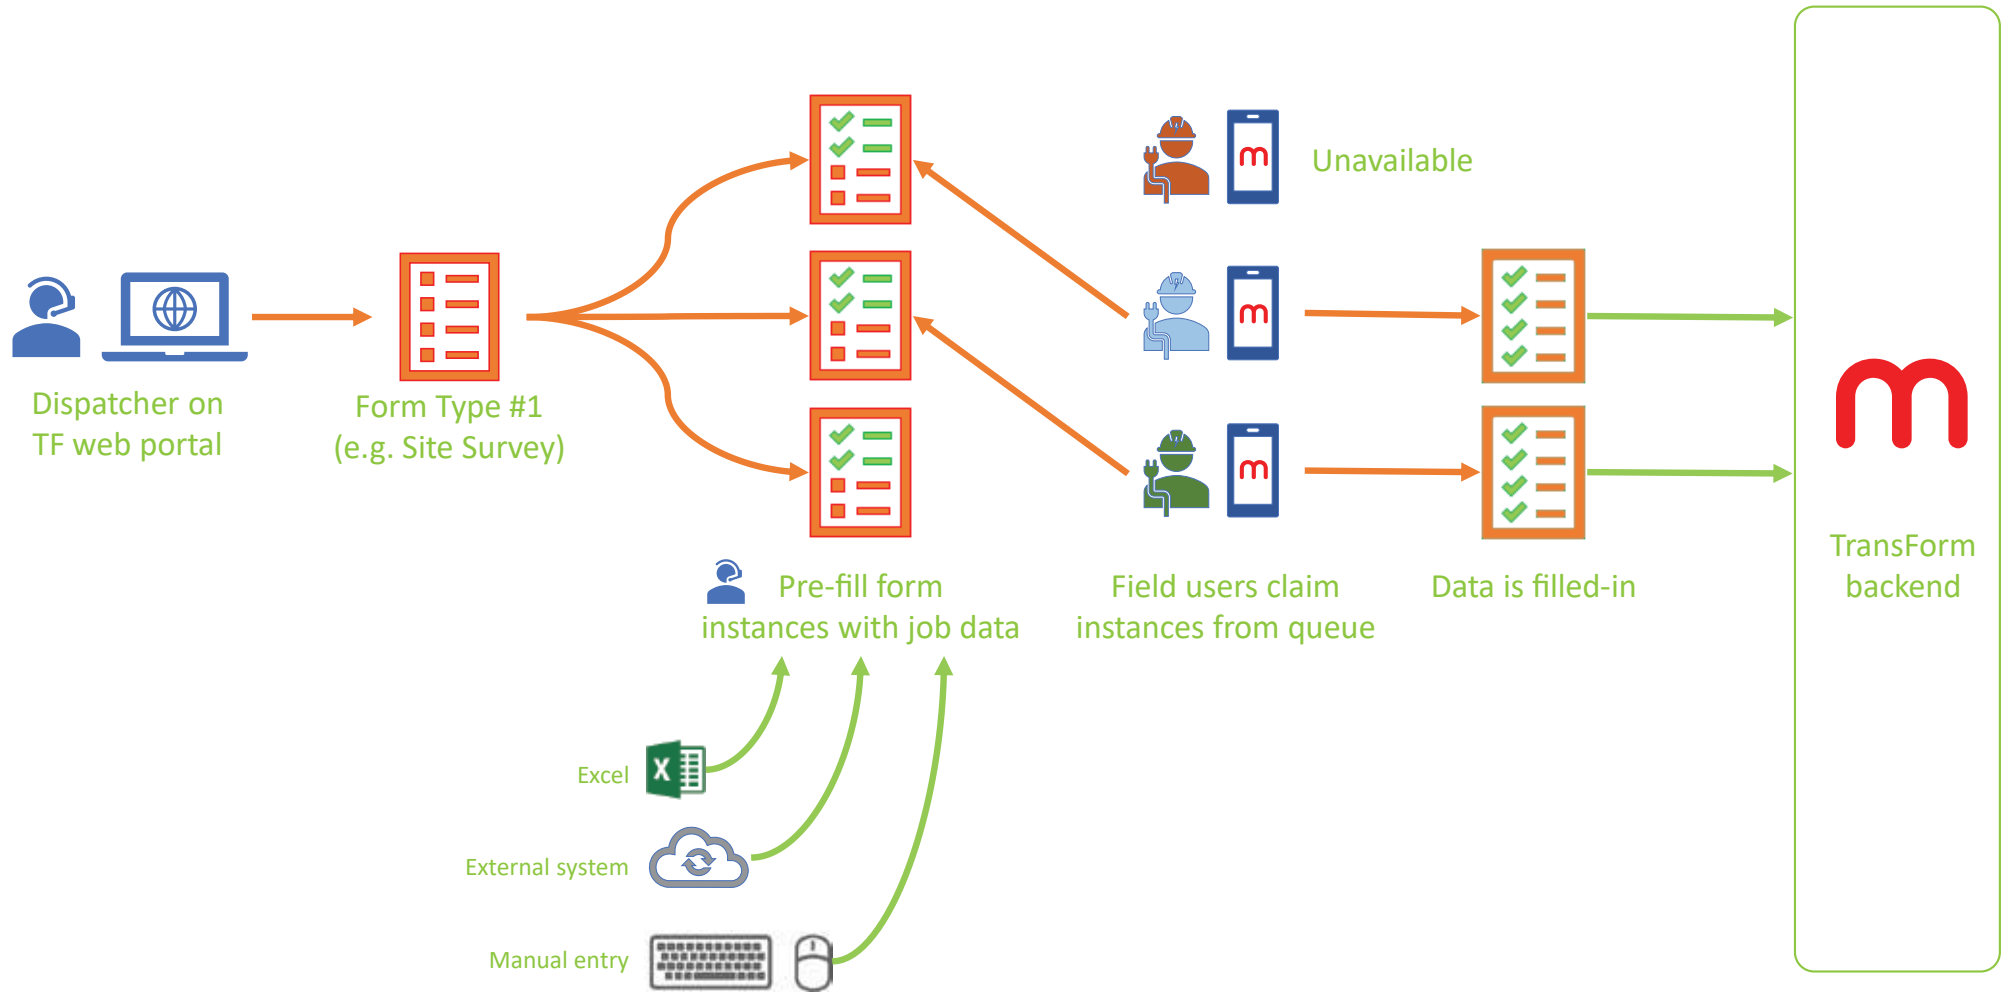 Unavailable
Dispatcher on
TF web portal
Form Type #1
(e.g. Site Survey)
Pre-fill form
instances with job data
Field users claim
instances from queue
Data is filled-in
TransForm
backend
Excel
External system
Manual entry